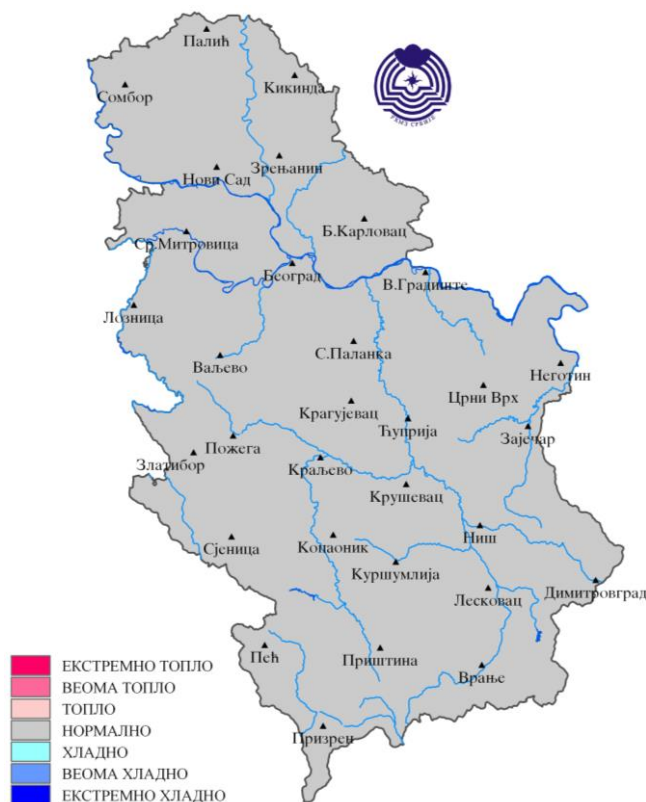 Палић
Кикинда
Сомбор
Зрењанин
Нови Сад
Б.Карловац
Ср.Митровица
Београд
В.Градиште
Лозница
С.Паланка
Ваљево
Неготин
Црни Врх
Крагујевац
Ћуприја
Зајечар
Пожега
Златибор
Краљево
Крушевац
Ниш
Сјеница
Копаоник
Куршумлија
Димитровград
Лесковац
Пећ
Приштина
Врање
Призрен
ЕКСТРЕМНО ТОПЛО
ВЕОМА ТОПЛО
ТОПЛО
НОРМАЛНО
ХЛАДНО
ВЕОМА ХЛАДНО
ЕКСТРЕМНО ХЛАДНО